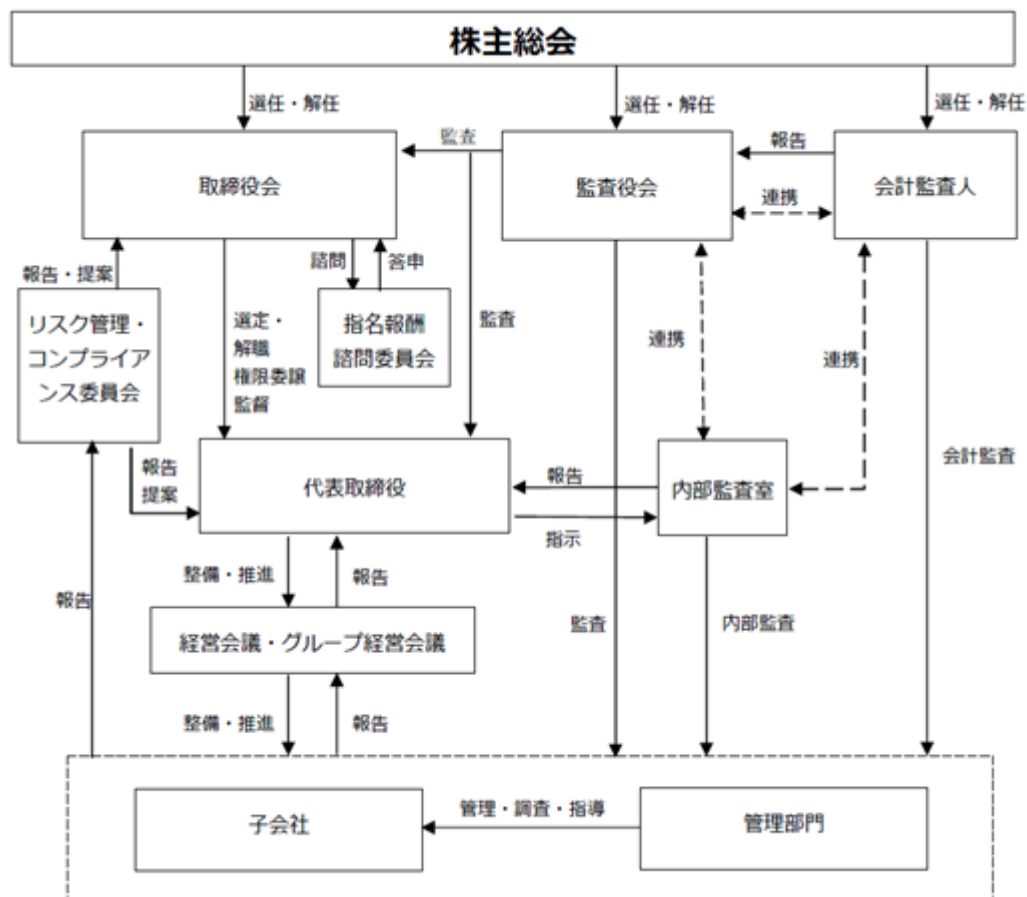 株主総会
選任・解任
選任・解任
選任・解任
取締役会
監査
監査役会
報告
連携
会計監査人
報告・提案
諮問
答申
リスク管理・
コンプライア
ンス委員会
選定・
解職
権限委譲
監督
指名報酬
諮問委員会
監査
連携
連携
報告
提案
代表取締役
報告
指示
内部監査室
会計監査
整備・推進
報告
報告
経営会議・グループ経営会議
監査
内部監査
整備・推進
報告
子会社
管理・調査・指導
管理部門